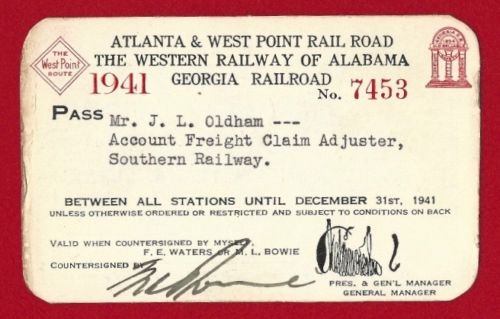 ATLANTA & WEST POINT RAIL ROAD
THE WESTERN RAILWAY OF ALABAMA
GEORGIA RAILROAD
THE
West Point
ROUTE
1941
No. 7453
PASS Mr. J. L. Oldham ---
Account Freight Claim Adjuster,
Southern Railway.
BETWEEN ALL STATIONS UNTIL DECEMBER 31ST, 1941
UNLESS OTHERWISE ORDERED OR RESTRICTED AND SUBJECT TO CONDITIONS ON BACK
VALID WHEN COUNTERSIGNED BY MYSELF,
F. E. WATERS OR M. L. BOWIE
COUNTERSIGNED BY
PRES. & GEN'L MANAGER
GENERAL MANAGER